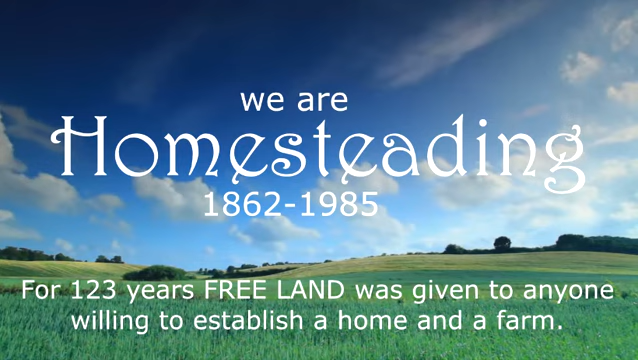 we are
Homesteading
1862-1985
For 123 years FREE LAND was given to anyone
willing to establish a home and a farm.